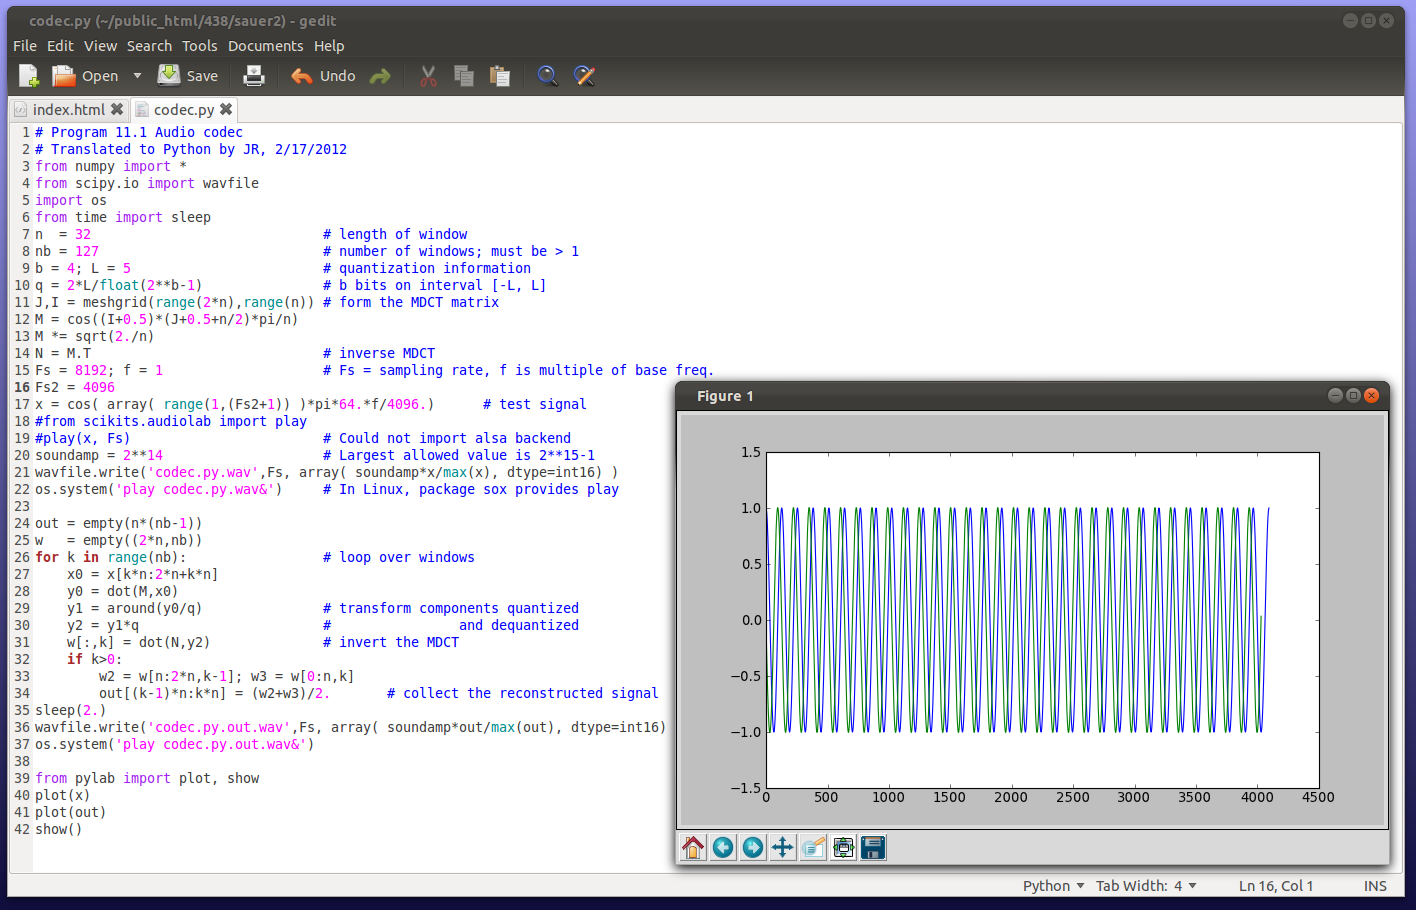 codec.py (~/public_html/438/sauer2) - gedit
File Edit View Search Tools Documents Help
Open Save Undo
index.html codec.py
1 # Program 11.1 Audio codec
2 # Translated to Python by JR, 2/17/2012
3 from numpy import *
4 from scipy.io import wavfile
5 import os
6 from time import sleep
7 n  = 32 # length of window
8 nb = 127 # number of windows; must be > 1
9 b = 4; L = 5 # quantization information
10 q = 2*L/float(2**b-1) # b bits on interval [-L, L]
11 J,I = meshgrid(range(2*n),range(n)) # form the MDCT matrix
12 M = cos((I+0.5)*(J+0.5+n/2)*pi/n)
13 M *= sqrt(2./n)
14 N = M.T # inverse MDCT
15 Fs = 8192; f = 1 # Fs = sampling rate, f is multiple of base freq.
16 Fs2 = 4096
17 x = cos( array( range(1,(Fs2+1)) )*pi*64.*f/4096.) # test signal
18 #from scikits.audiolab import play
19 #play(x, Fs) # Could not import alsa backend
20 soundamp = 2**14 # Largest allowed value is 2**15-1
21 wavfile.write('codec.py.wav',Fs, array( soundamp*x/max(x), dtype=int16) )
22 os.system('play codec.py.wav&') # In Linux, package sox provides play
23
24 out = empty(n*(nb-1))
25 w   = empty((2*n,nb))
26 for k in range(nb): # loop over windows
27     x0 = x[k*n:2*n+k*n]
28     y0 = dot(M,x0)
29     y1 = around(y0/q) # transform components quantized
30     y2 = y1*q #                and dequantized
31     w[:,k] = dot(N,y2) # invert the MDCT
32     if k>0:
33         w2 = w[n:2*n,k-1]; w3 = w[0:n,k]
34         out[(k-1)*n:k*n] = (w2+w3)/2. # collect the reconstructed signal
35 sleep(2.)
36 wavfile.write('codec.py.out.wav',Fs, array( soundamp*out/max(out), dtype=int16)
37 os.system('play codec.py.out.wav&')
38
39 from pylab import plot, show
40 plot(x)
41 plot(out)
42 show()
Figure 1
1.5
1.0
0.5
0.0
−0.5
−1.0
−1.5
0 500 1000 1500 2000 2500 3000 3500 4000 4500
Python Tab Width: 4 Ln 16, Col 1 INS